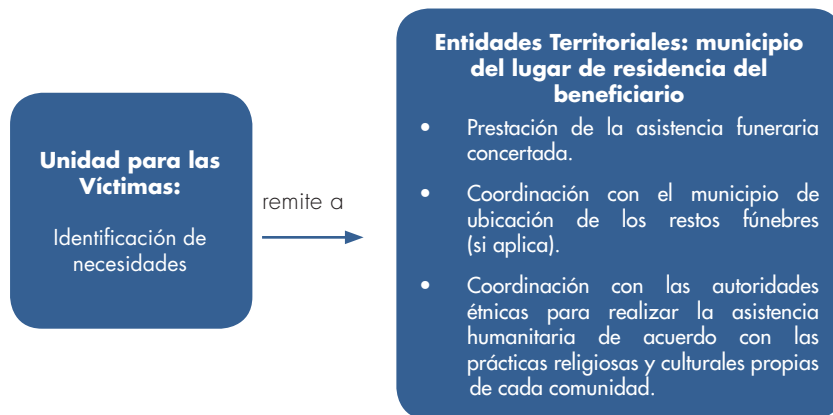 Unidad para las
Víctimas:
Identificación de
necesidades
remite a
Entidades Territoriales: municipio
del lugar de residencia del
beneficiario
• Prestación de la asistencia funeraria
concertada.
• Coordinación con el municipio de
ubicación de los restos fúnebres
(si aplica).
• Coordinación con las autoridades
étnicas para realizar la asistencia
humanitaria de acuerdo con las
prácticas religiosas y culturales propias
de cada comunidad.